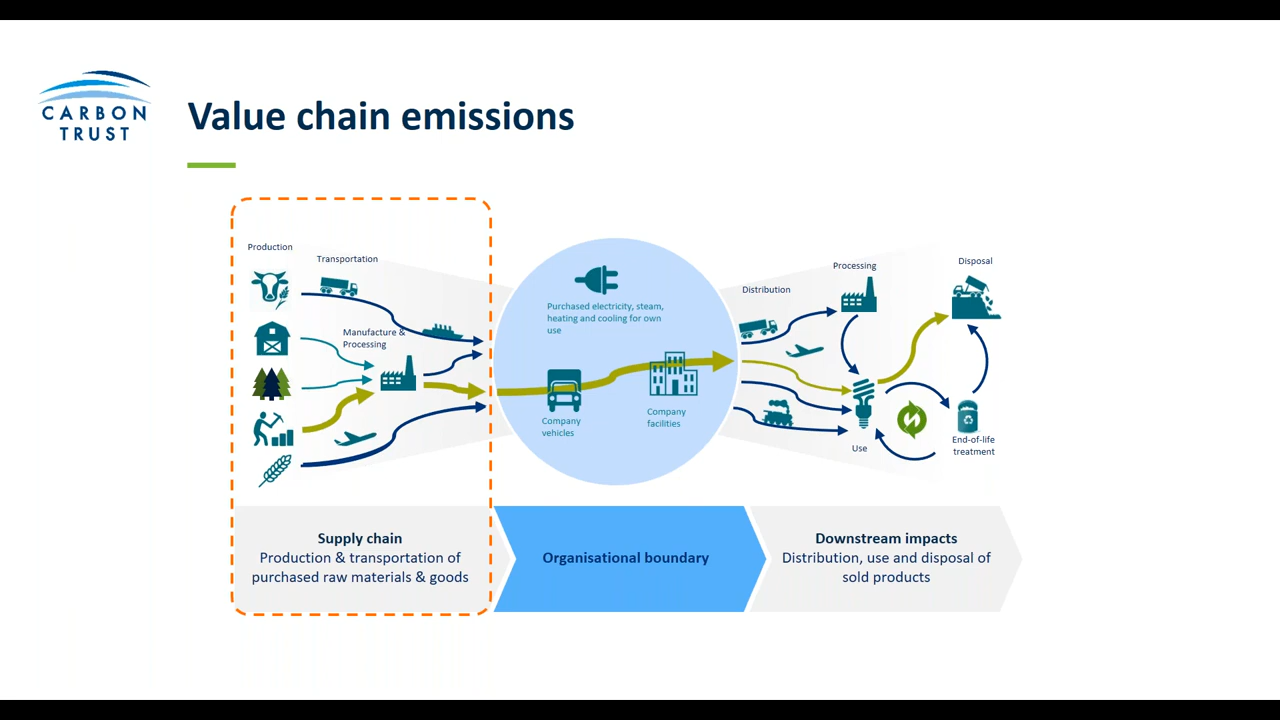 CARBON
TRUST
Value chain emissions
Production
Transportation
Manufacture &
Processing
Purchased electricity, steam,
heating and cooling for own
use
Company
vehicles
Company
facilities
Distribution
Processing
Disposal
Use
End-of-life
treatment
Supply chain
Production & transportation of
purchased raw materials & goods
Organisational boundary
Downstream impacts
Distribution, use and disposal of
sold products